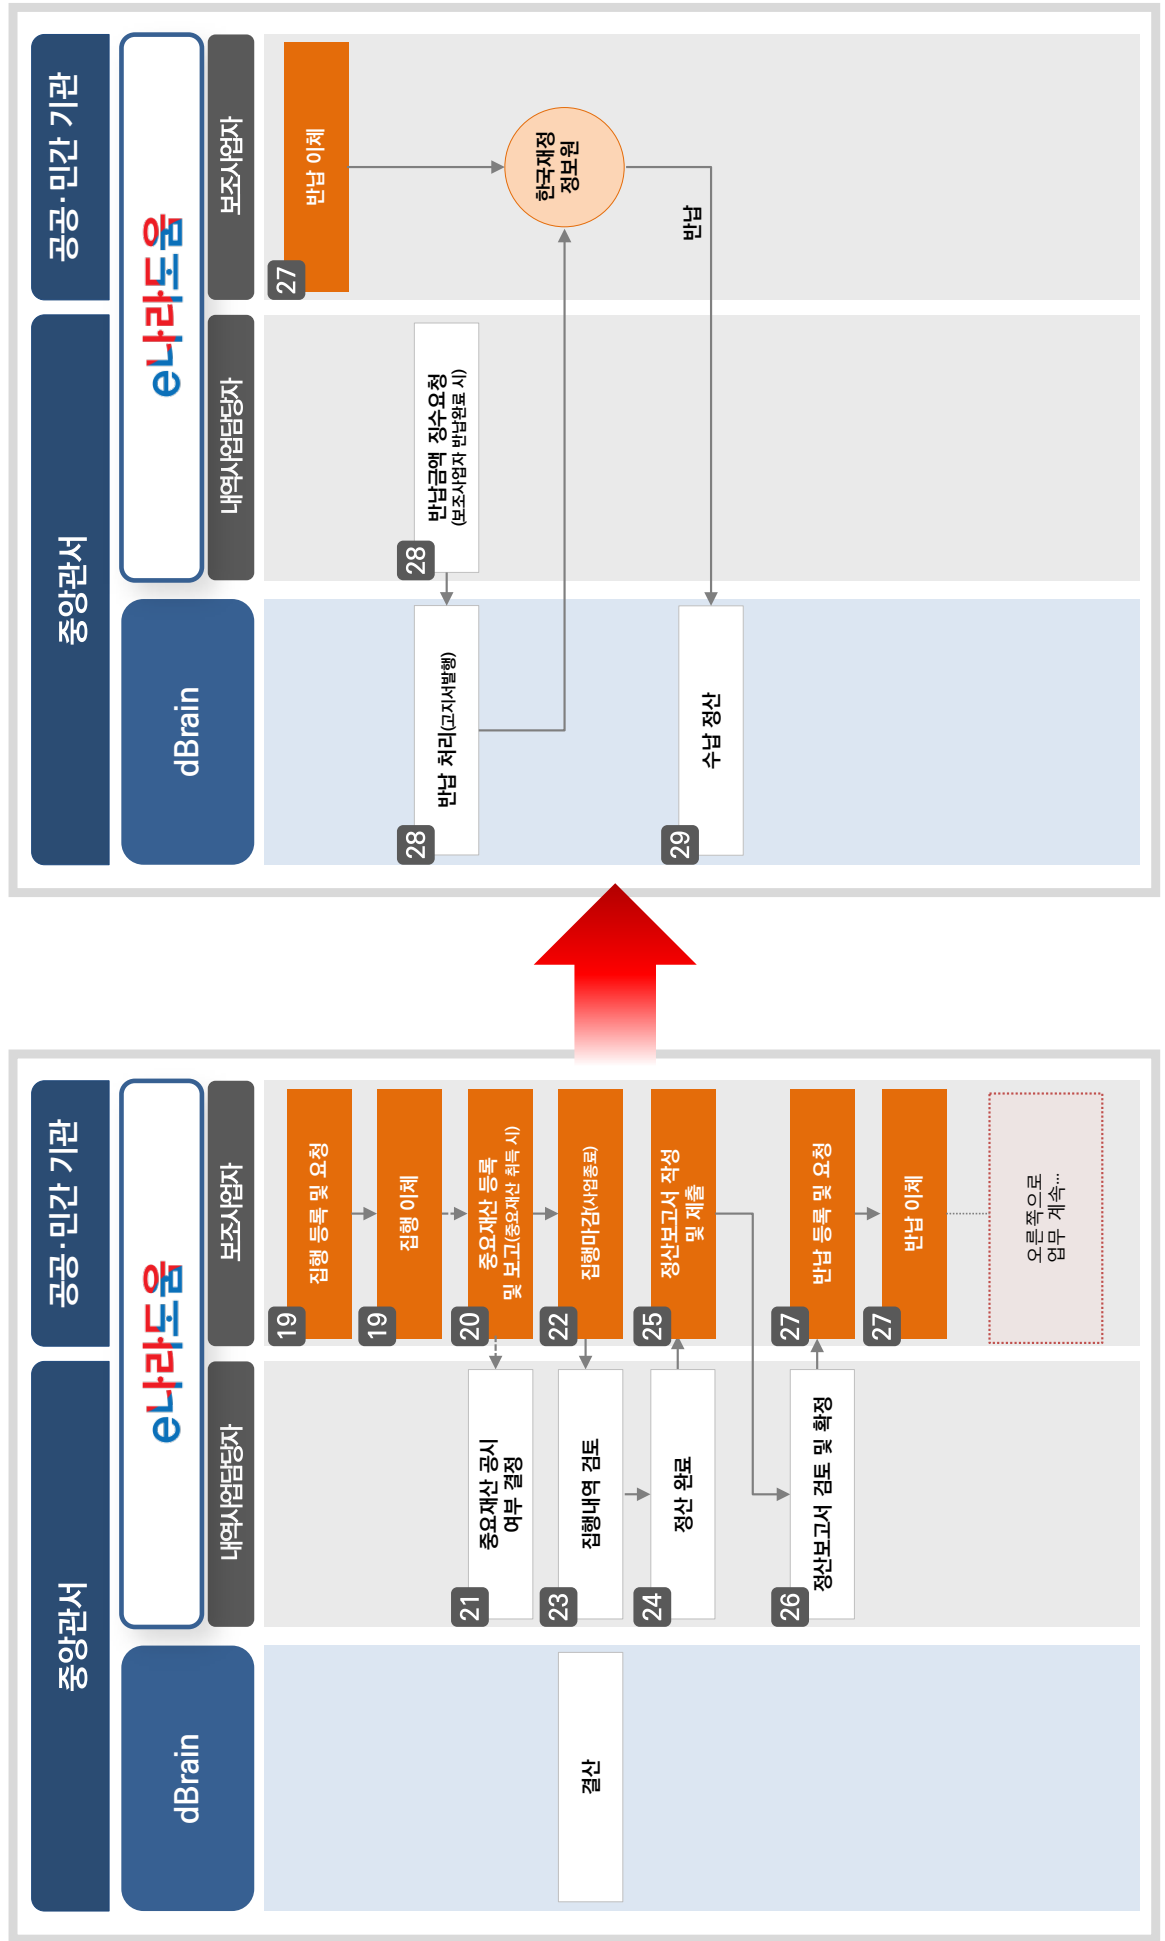 중앙관서
공공·민간 기관
dBrain
e나라도움
내역사업담당자
보조사업자
19
집행 등록 및 요청
19
집행 이체
20
중요재산 등록
및 보고(중요재산 취득 시)
21
중요재산 공시
여부 결정
22
집행마감(사업종료)
결산
23
집행내역 검토
24
정산 완료
25
정산보고서 작성
및 제출
26
정산보고서 검토 및 확정
27
반납 등록 및 요청
27
반납 이체
오른쪽으로
업무 계속...
중앙관서
공공·민간 기관
dBrain
e나라도움
내역사업담당자
보조사업자
27
반납 이체
28
반납 처리(고지서발행)
28
반납금액 징수요청
(보조사업자 반납완료 시)
한국재정
정보원
반납
29
수납 정산